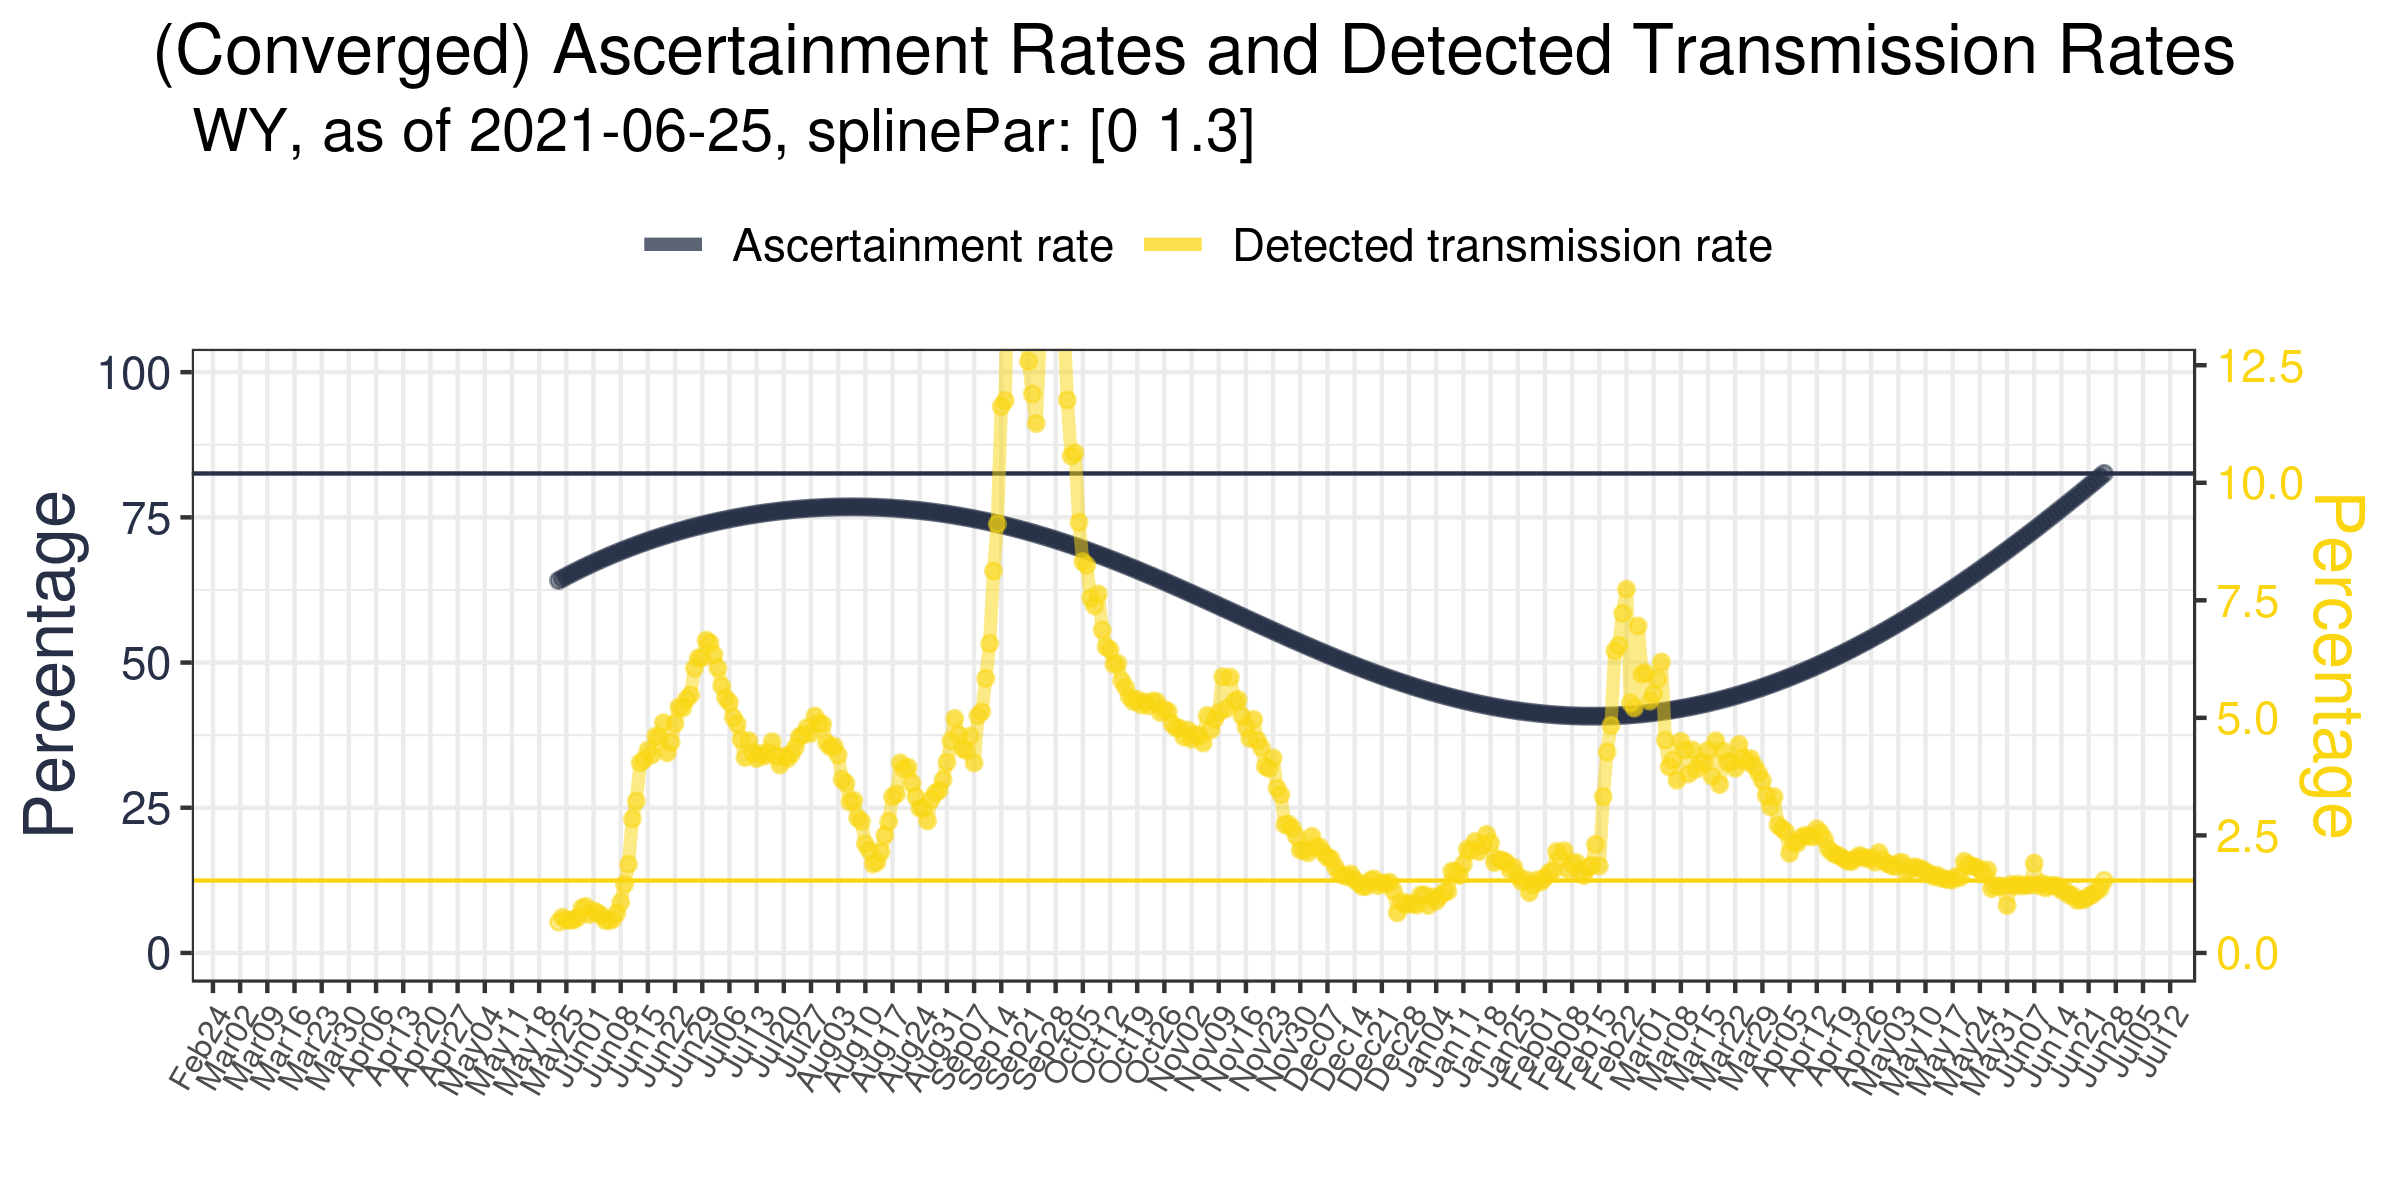 (Converged) Ascertainment Rates and Detected Transmission Rates
WY, as of 2021-06-25, splinePar: [0 1.3]
Ascertainment rate Detected transmission rate
Percentage
100
75
50
25
0
12.5
10.0
7.5
5.0
2.5
0.0
Percentage
Feb24
Mar02
Mar09
Mar16
Mar23
Mar30
Apr06
Apr13
Apr20
Apr27
May04
May11
May18
May25
Jun01
Jun08
Jun15
Jun22
Jun29
Jul06
Jul13
Jul20
Jul27
Aug03
Aug10
Aug17
Aug24
Aug31
Sep07
Sep14
Sep21
Sep28
Oct05
Oct12
Oct19
Oct26
Nov02
Nov09
Nov16
Nov23
Nov30
Dec07
Dec14
Dec21
Dec28
Jan04
Jan11
Jan18
Jan25
Feb01
Feb08
Feb15
Feb22
Mar01
Mar08
Mar15
Mar22
Mar29
Apr05
Apr12
Apr19
Apr26
May03
May10
May17
May24
May31
Jun07
Jun14
Jun21
Jun28
Jul05
Jul12